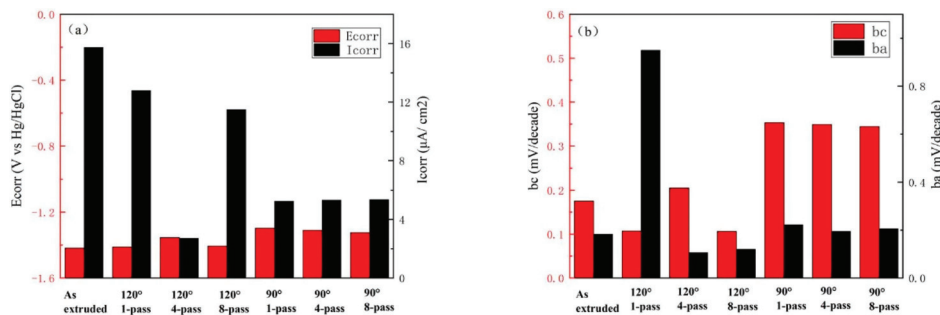 (a)
Ecorr
Icorr
Ecorr (V vs Hg/HgCl)
0.0
-0.4
-0.8
-1.2
-1.6
Icorr (μA/ cm2)
16
12
8
4
0
As extruded
120° 1-pass
120° 4-pass
120° 8-pass
90° 1-pass
90° 4-pass
90° 8-pass
(b)
bc
ba
bc (mV/decade)
0.6
0.5
0.4
0.3
0.2
0.1
0.0
ba (mV/decade)
0.8
0.4
0.0
As extruded
120° 1-pass
120° 4-pass
120° 8-pass
90° 1-pass
90° 4-pass
90° 8-pass